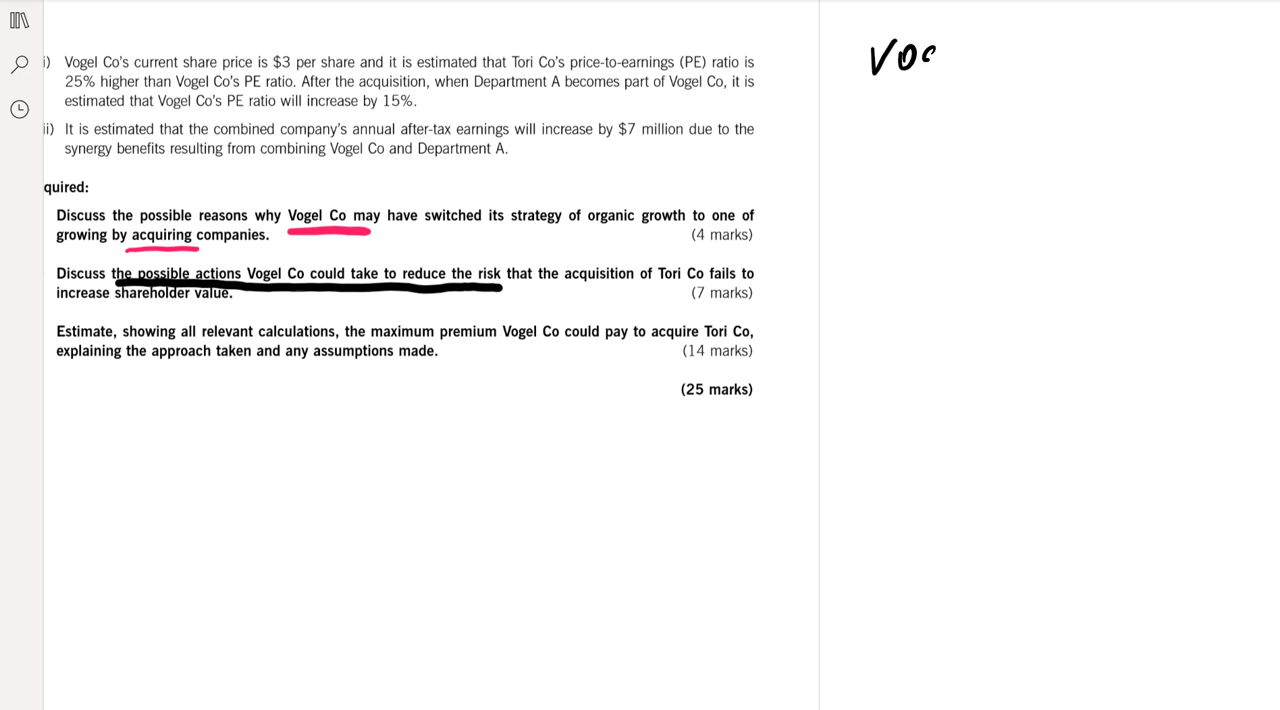 voc
i) Vogel Co's current share price is $3 per share and it is estimated that Tori Co's price-to-earnings (PE) ratio is
25% higher than Vogel Co's PE ratio. After the acquisition, when Department A becomes part of Vogel Co, it is
estimated that Vogel Co's PE ratio will increase by 15%.
ii) It is estimated that the combined company's annual after-tax earnings will increase by $7 million due to the
synergy benefits resulting from combining Vogel Co and Department A.
quired:
Discuss the possible reasons why Vogel Co may have switched its strategy of organic growth to one of
growing by acquiring companies. (4 marks)
Discuss the possible actions Vogel Co could take to reduce the risk that the acquisition of Tori Co fails to
increase shareholder value. (7 marks)
Estimate, showing all relevant calculations, the maximum premium Vogel Co could pay to acquire Tori Co,
explaining the approach taken and any assumptions made. (14 marks)
(25 marks)